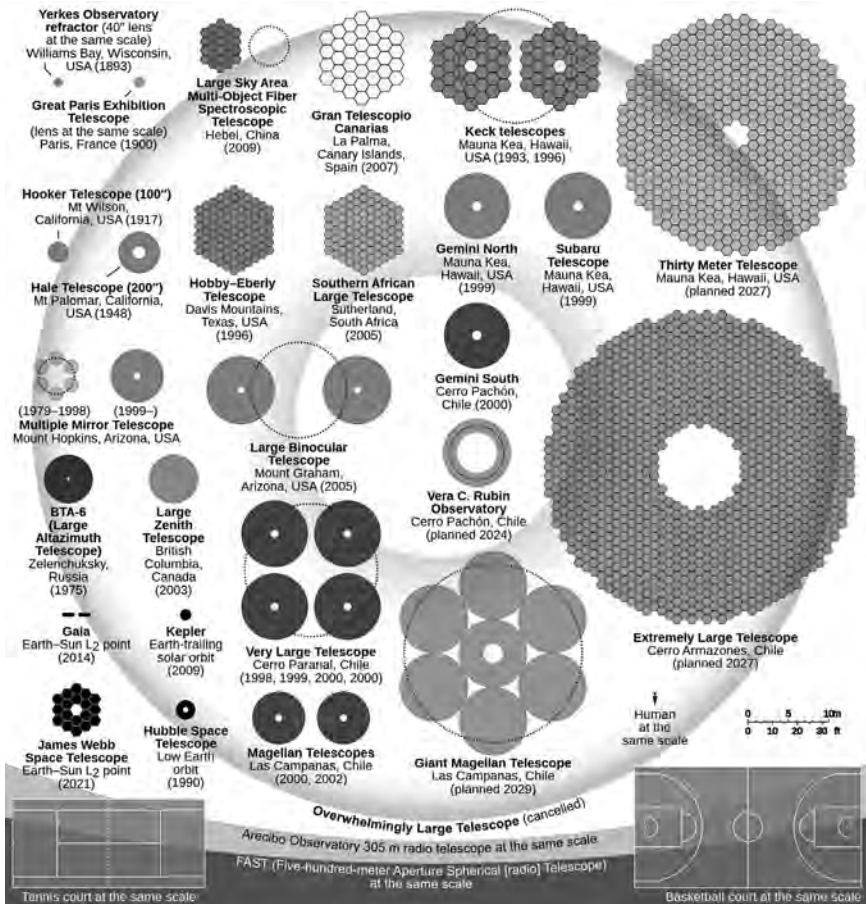 Yerkes Observatory
refractor (40″ lens
at the same scale)
Williams Bay, Wisconsin,
USA (1893)
Great Paris Exhibition
Telescope
(lens at the same scale)
Paris, France (1900)
Large Sky Area
Multi-Object Fiber
Spectroscopic
Telescope
Hebei, China
(2009)
Gran Telescopio
Canarias
La Palma,
Canary Islands,
Spain (2007)
Keck telescopes
Mauna Kea, Hawaii,
USA (1993, 1996)
Thirty Meter Telescope
Mauna Kea, Hawaii, USA
(planned 2027)
Hooker Telescope (100″)
Mt Wilson,
California, USA (1917)
Hale Telescope (200″)
Mt Palomar, California,
USA (1948)
Hobby–Eberly
Telescope
Davis Mountains,
Texas, USA
(1996)
Southern African
Large Telescope
Sutherland,
South Africa
(2005)
Gemini North
Mauna Kea,
Hawaii, USA
(1999)
Subaru
Telescope
Mauna Kea,
Hawaii, USA
(1999)
(1979–1998)
(1999–)
Multiple Mirror Telescope
Mount Hopkins, Arizona, USA
Large Binocular
Telescope
Mount Graham,
Arizona, USA (2005)
Gemini South
Cerro Pachón,
Chile (2000)
Vera C. Rubin
Observatory
Cerro Pachón, Chile
(planned 2024)
BTA-6
(Large
Altazimuth
Telescope)
Zelenchuksky,
Russia
(1975)
Large
Zenith
Telescope
British
Columbia,
Canada
(2003)
Very Large Telescope
Cerro Paranal, Chile
(1998, 1999, 2000, 2000)
Extremely Large Telescope
Cerro Armazones, Chile
(planned 2027)
Gaia
Earth–Sun L2 point
(2014)
Kepler
Earth-trailing
solar orbit
(2009)
James Webb
Space Telescope
Earth–Sun L2 point
(2021)
Hubble Space
Telescope
Low Earth
orbit
(1990)
Magellan Telescopes
Las Campanas, Chile
(2000, 2002)
Giant Magellan Telescope
Las Campanas, Chile
(planned 2029)
Human
at the
same scale
0 5 10m
0 10 20 30 ft
Overwhelmingly Large Telescope (cancelled)
Arecibo Observatory 305 m radio telescope at the same scale
FAST (Five-hundred-meter Aperture Spherical [radio] Telescope)
at the same scale
Tennis court at the same scale
Basketball court at the same scale